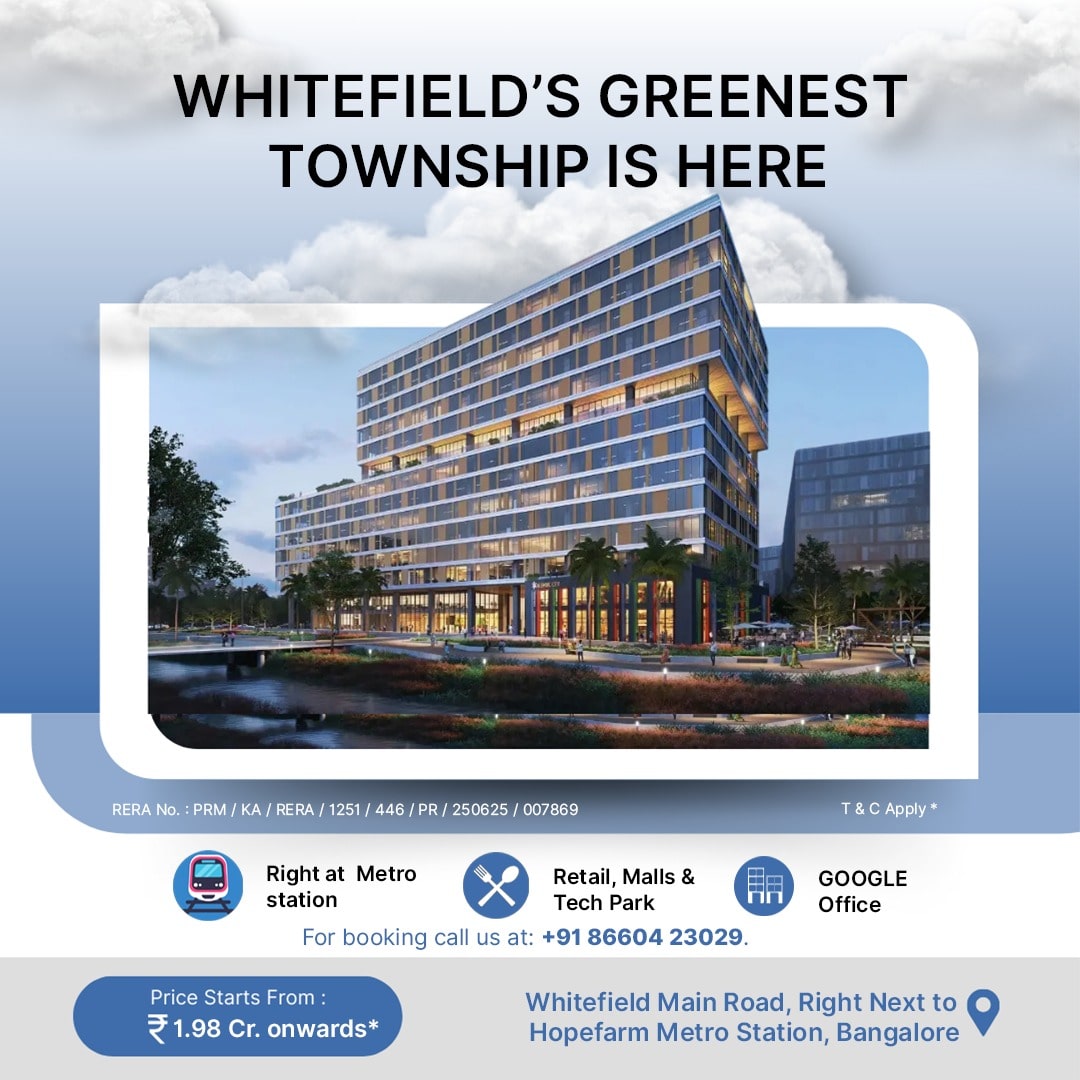 WHITEFIELD’S GREENEST
TOWNSHIP IS HERE
RERA No. : PRM / KA / RERA / 1251 / 446 / PR / 250625 / 007869
T & C Apply *
Right at Metro
station
Retail, Malls &
Tech Park
GOOGLE
Office
For booking call us at: +91 86604 23029.
Price Starts From :
₹ 1.98 Cr. onwards*
Whitefield Main Road, Right Next to
Hopefarm Metro Station, Bangalore